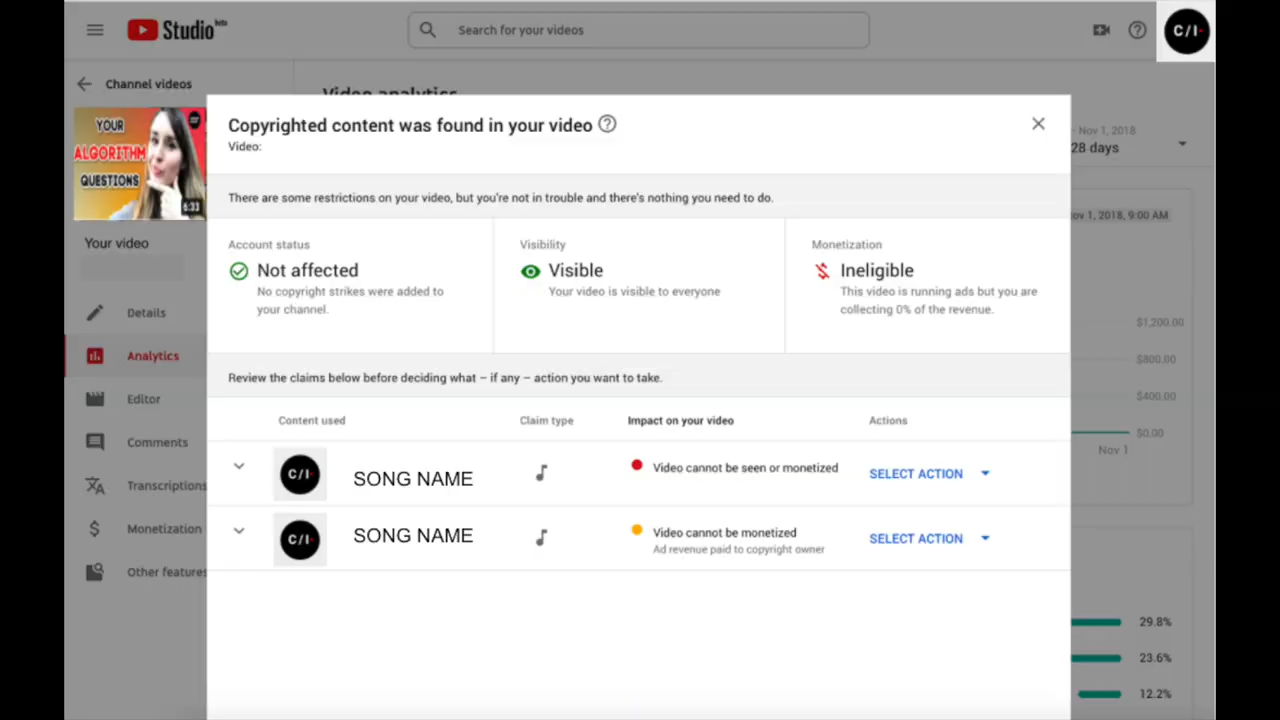 Studio beta
Search for your videos
C/I
Channel videos
Video analytics
YOUR
ALGORITHM
QUESTIONS
6:33
Copyrighted content was found in your video
Video:
- Nov 1, 2018
28 days
There are some restrictions on your video, but you're not in trouble and there's nothing you need to do.
Nov 1, 2018, 9:00 AM
Your video
Account status
Not affected
No copyright strikes were added to
your channel.
Visibility
Visible
Your video is visible to everyone
Monetization
Ineligible
This video is running ads but you are
collecting 0% of the revenue.
Details
Analytics
Editor
Comments
Transcriptions
Monetization
Other features
$1,200.00
$800.00
$400.00
$0.00
Nov 1
Review the claims below before deciding what – if any – action you want to take.
Content used
Claim type
Impact on your video
Actions
C/I
SONG NAME
Video cannot be seen or monetized
SELECT ACTION
C/I
SONG NAME
Video cannot be monetized
Ad revenue paid to copyright owner
SELECT ACTION
29.8%
23.6%
12.2%